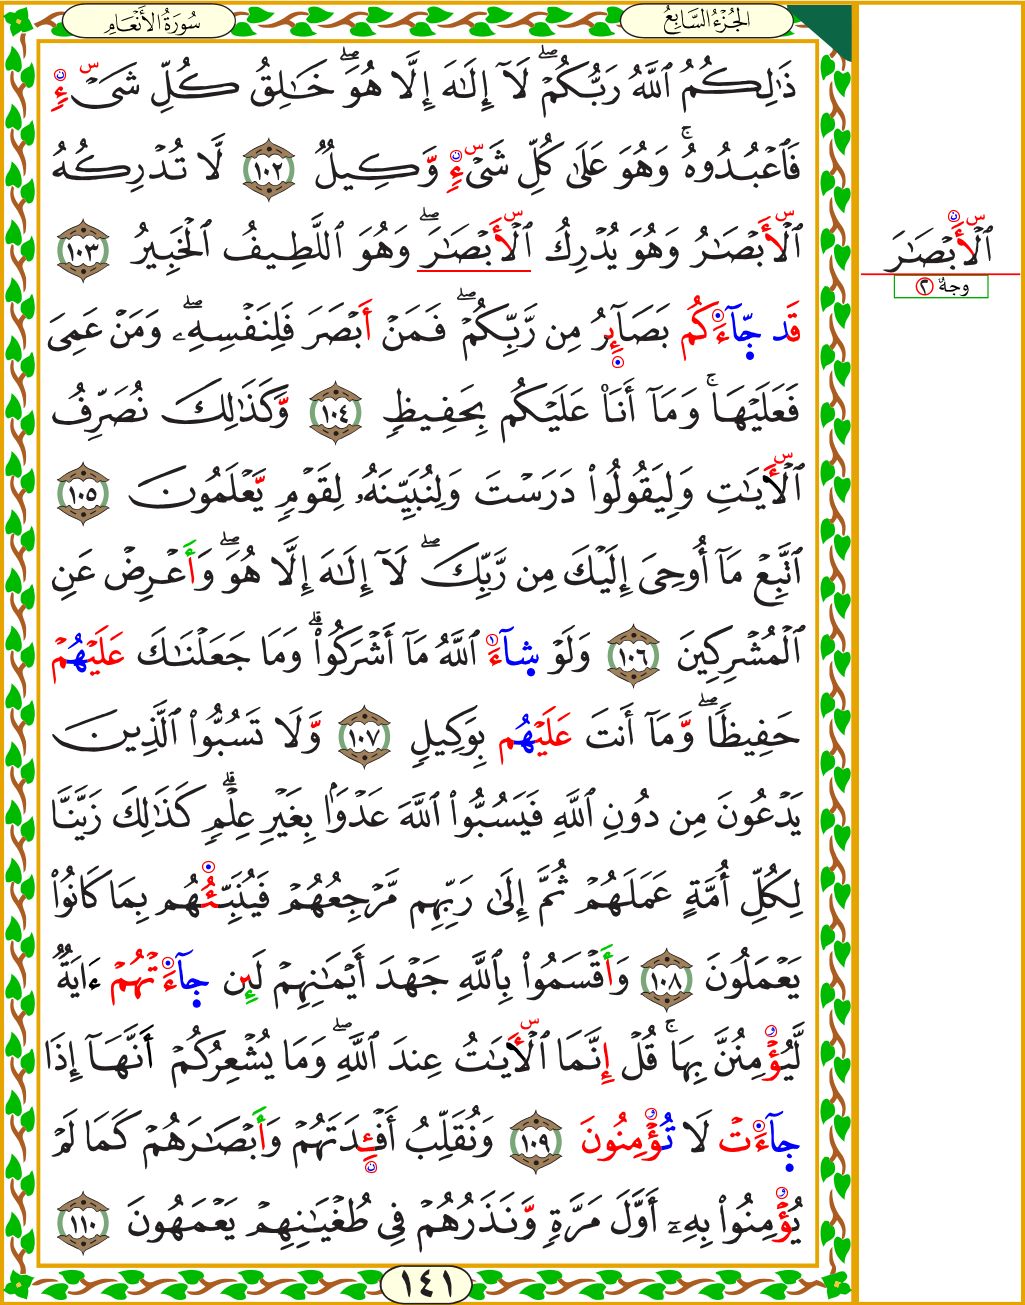 الجُزْءُ السَّابِعُ
سُورَةُ الأَنْعَامِ
ذَٰلِكُمُ ٱللَّهُ رَبُّكُمْ ۖ لَآ إِلَـٰهَ إِلَّا هُوَ ۖ خَـٰلِقُ كُلِّ شَىْءٍ
فَٱعْبُدُوهُ ۚ وَهُوَ عَلَىٰ كُلِّ شَىْءٍ وَّكِيلٌ ١٠٢ لَّا تُدْرِكُهُ
ٱلْأَبْصَـٰرُ وَهُوَ يُدْرِكُ ٱلْأَبْصَـٰرَ ۖ وَهُوَ ٱللَّطِيفُ ٱلْخَبِيرُ ١٠٣
قَد جَّآءَكُم بَصَآئِرُ مِن رَّبِّكُمْ ۖ فَمَنْ أَبْصَرَ فَلِنَفْسِهِۦ ۖ وَمَنْ عَمِىَ
فَعَلَيْهَا ۚ وَمَآ أَنَا۠ عَلَيْكُم بِحَفِيظٍ ١٠٤ وَّكَذَٰلِكَ نُصَرِّفُ
ٱلْـَٔايَـٰتِ وَلِيَقُولُوا۟ دَرَسْتَ وَلِنُبَيِّنَهُۥ لِقَوْمٍ يَّعْلَمُونَ ١٠٥
ٱتَّبِعْ مَآ أُوحِىَ إِلَيْكَ مِن رَّبِّكَ ۖ لَآ إِلَـٰهَ إِلَّا هُوَ ۖ وَأَعْرِضْ عَنِ
ٱلْمُشْرِكِينَ ١٠٦ وَلَوْ شَآءَ ٱللَّهُ مَآ أَشْرَكُوا۟ ۗ وَمَا جَعَلْنَـٰكَ عَلَيْهُمْ
حَفِيظًا ۖ وَّمَآ أَنتَ عَلَيْهُم بِوَكِيلٍ ١٠٧ وَّلَا تَسُبُّوا۟ ٱلَّذِينَ
يَدْعُونَ مِن دُونِ ٱللَّهِ فَيَسُبُّوا۟ ٱللَّهَ عَدْوًۢا بِغَيْرِ عِلْمٍ ۗ كَذَٰلِكَ زَيَّنَّا
لِكُلِّ أُمَّةٍ عَمَلَهُمْ ثُمَّ إِلَىٰ رَبِّهِم مَّرْجِعُهُمْ فَيُنَبِّئُهُم بِمَا كَانُوا۟
يَعْمَلُونَ ١٠٨ وَأَقْسَمُوا۟ بِٱللَّهِ جَهْدَ أَيْمَـٰنِهِمْ لَئِن جَآءَتْهُمْ ءَايَةٌ
لَّيُؤْمِنُنَّ بِهَا ۚ قُلْ إِنَّمَا ٱلْـَٔايَـٰتُ عِندَ ٱللَّهِ ۖ وَمَا يُشْعِرُكُمْ أَنَّهَآ إِذَا
جَآءَتْ لَا تُؤْمِنُونَ ١٠٩ وَنُقَلِّبُ أَفْـِٔدَتَهُمْ وَأَبْصَـٰرَهُمْ كَمَا لَمْ
يُؤْمِنُوا۟ بِهِۦٓ أَوَّلَ مَرَّةٍ وَّنَذَرُهُمْ فِى طُغْيَـٰنِهِمْ يَعْمَهُونَ ١١٠
١٤١
ٱلْأَبْصَـٰرَ
٢ وجهٌ